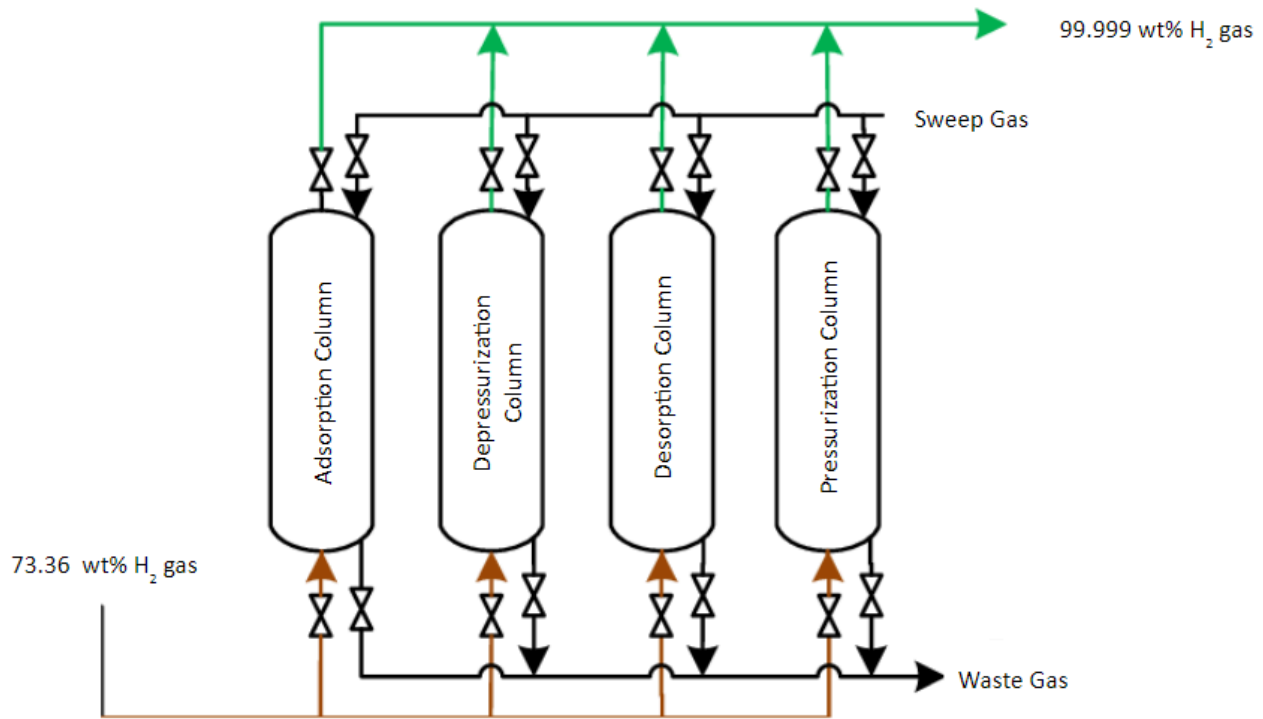 99.999 wt% H₂ gas
Sweep Gas
Adsorption Column
Depressurization
Column
Desorption Column
Pressurization Column
73.36 wt% H₂ gas
Waste Gas